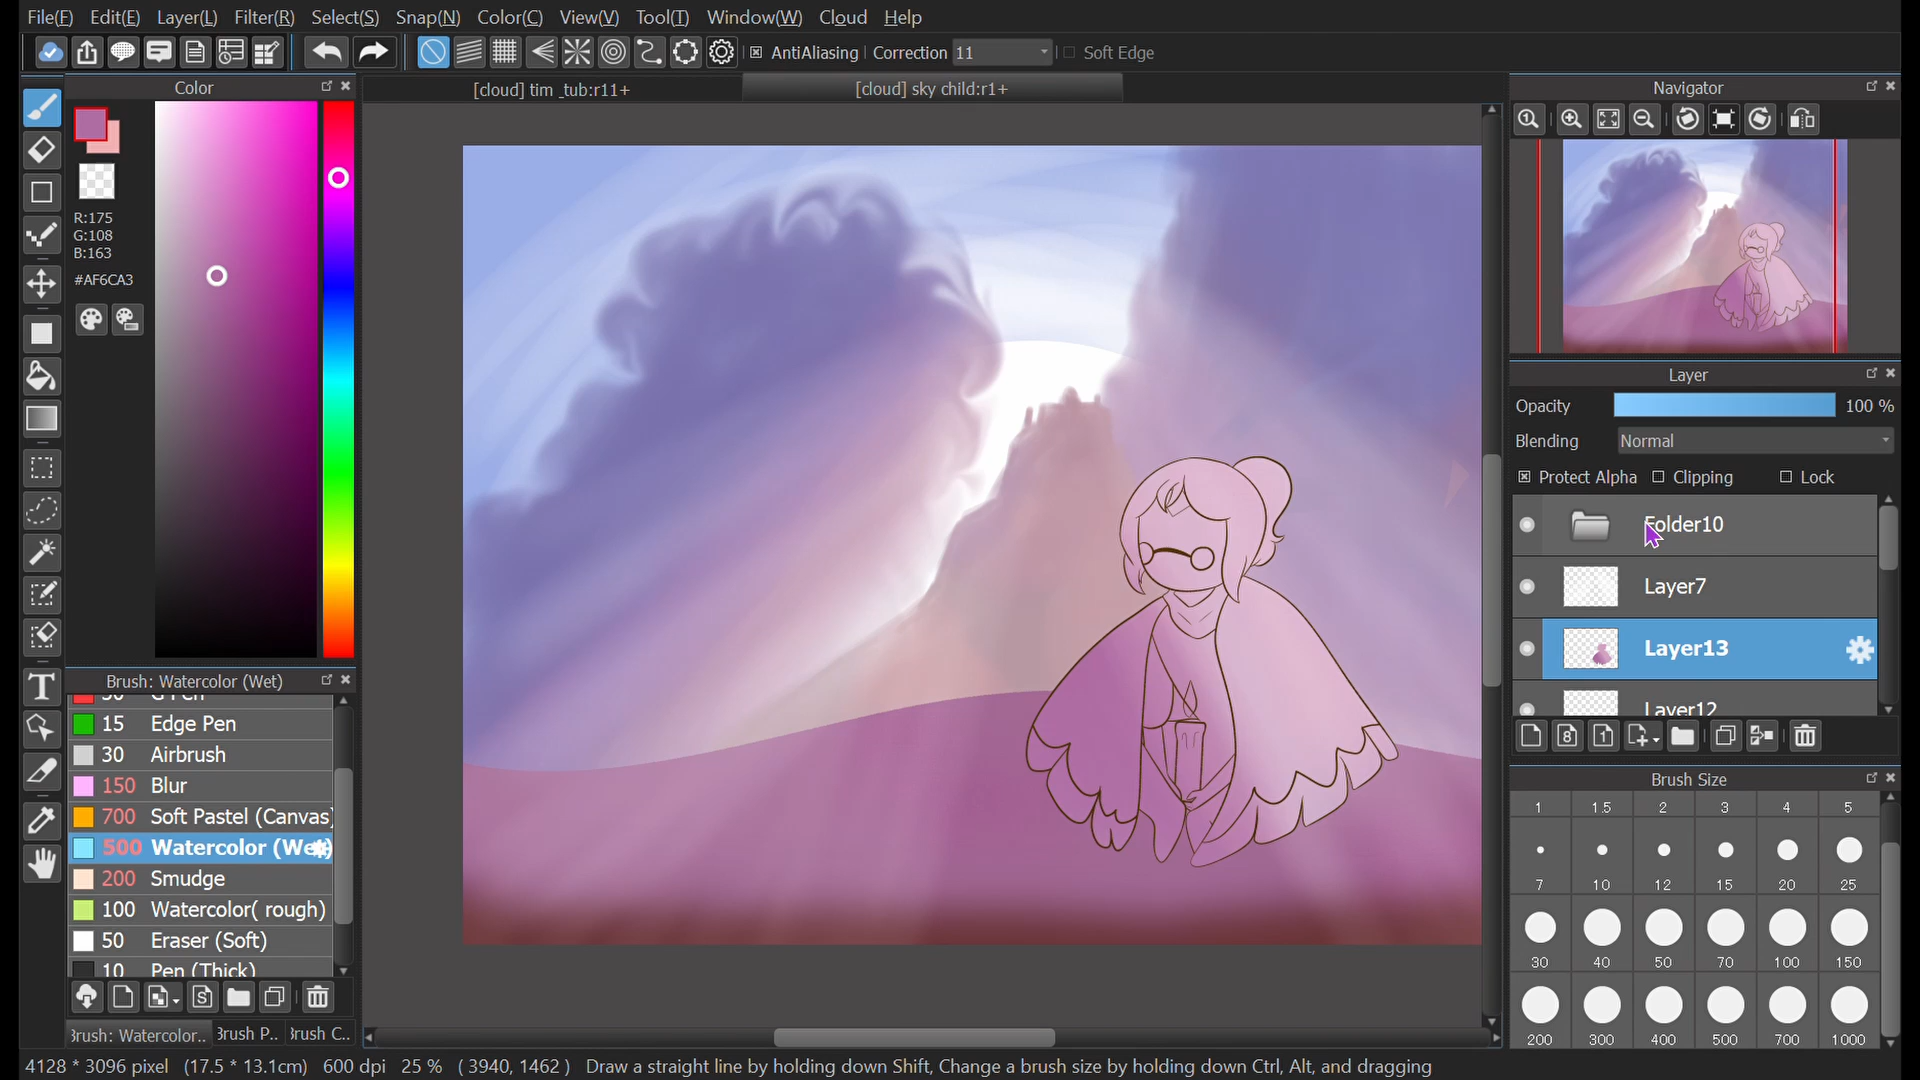 File(F) Edit(E) Layer(L) Filter(R) Select(S) Snap(N) Color(C) View(V) Tool(T) Window(W) Cloud Help
AntiAliasing Correction 11 Soft Edge
Color
[cloud] tim _tub:r11+
[cloud] sky child:r1+
Navigator
R:175
G:108
B:163
#AF6CA3
Layer
Opacity 100 %
Blending Normal
Protect Alpha Clipping Lock
Folder10
Layer7
Layer13
Layer12
Brush: Watercolor (Wet)
50 G Pen
15 Edge Pen
30 Airbrush
150 Blur
700 Soft Pastel (Canvas)
500 Watercolor (Wet)
200 Smudge
100 Watercolor( rough)
50 Eraser (Soft)
10 Pen (Thick)
Brush Size
1 1.5 2 3 4 5
7 10 12 15 20 25
30 40 50 70 100 150
200 300 400 500 700 1000
Brush: Watercolor.. Brush P.. Brush C..
4128 * 3096 pixel (17.5 * 13.1cm) 600 dpi 25 % ( 3940, 1462 ) Draw a straight line by holding down Shift, Change a brush size by holding down Ctrl, Alt, and dragging